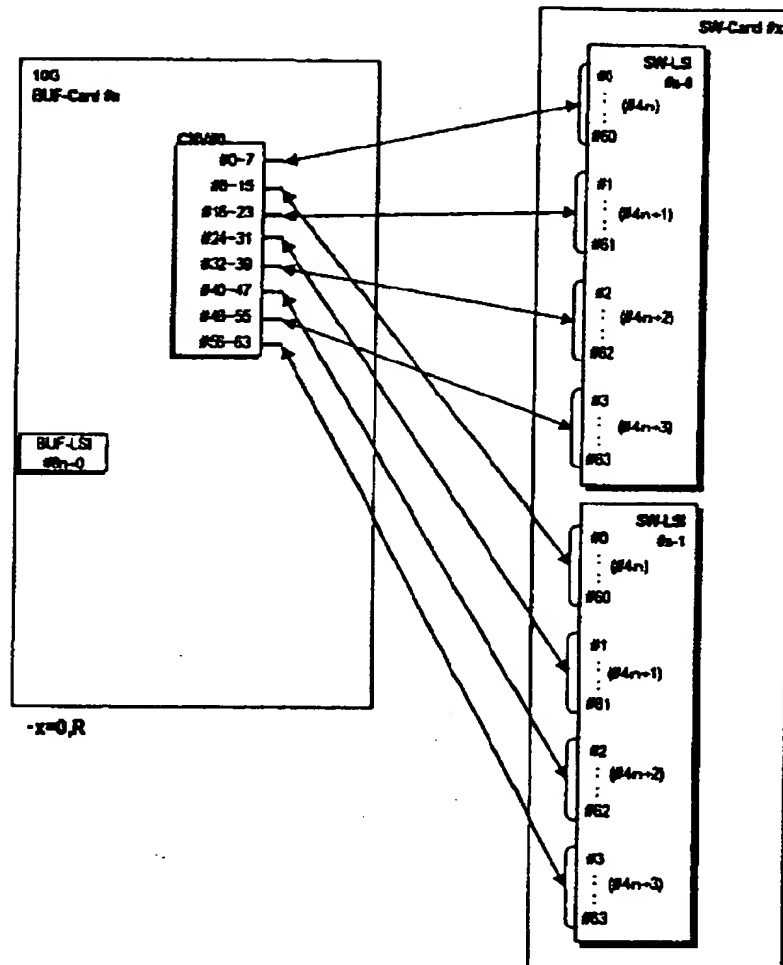 SW-Card #x
10G
BUF-Card #n
#0-7
#8-15
#16-23
#24-31
#32-39
#40-47
#48-55
#56-63
BUF-LSI
-x=0,R
SW-LSI
(#4n)
#60
#1
(#4n+1)
#61
#2
(#4n+2)
#62
#3
(#4n+3)
#63
SW-LSI
#x-1
#0
(#4n)
#60
#1
(#4n+1)
#61
#2
(#4n+2)
#62
#3
(#4n+3)
#63